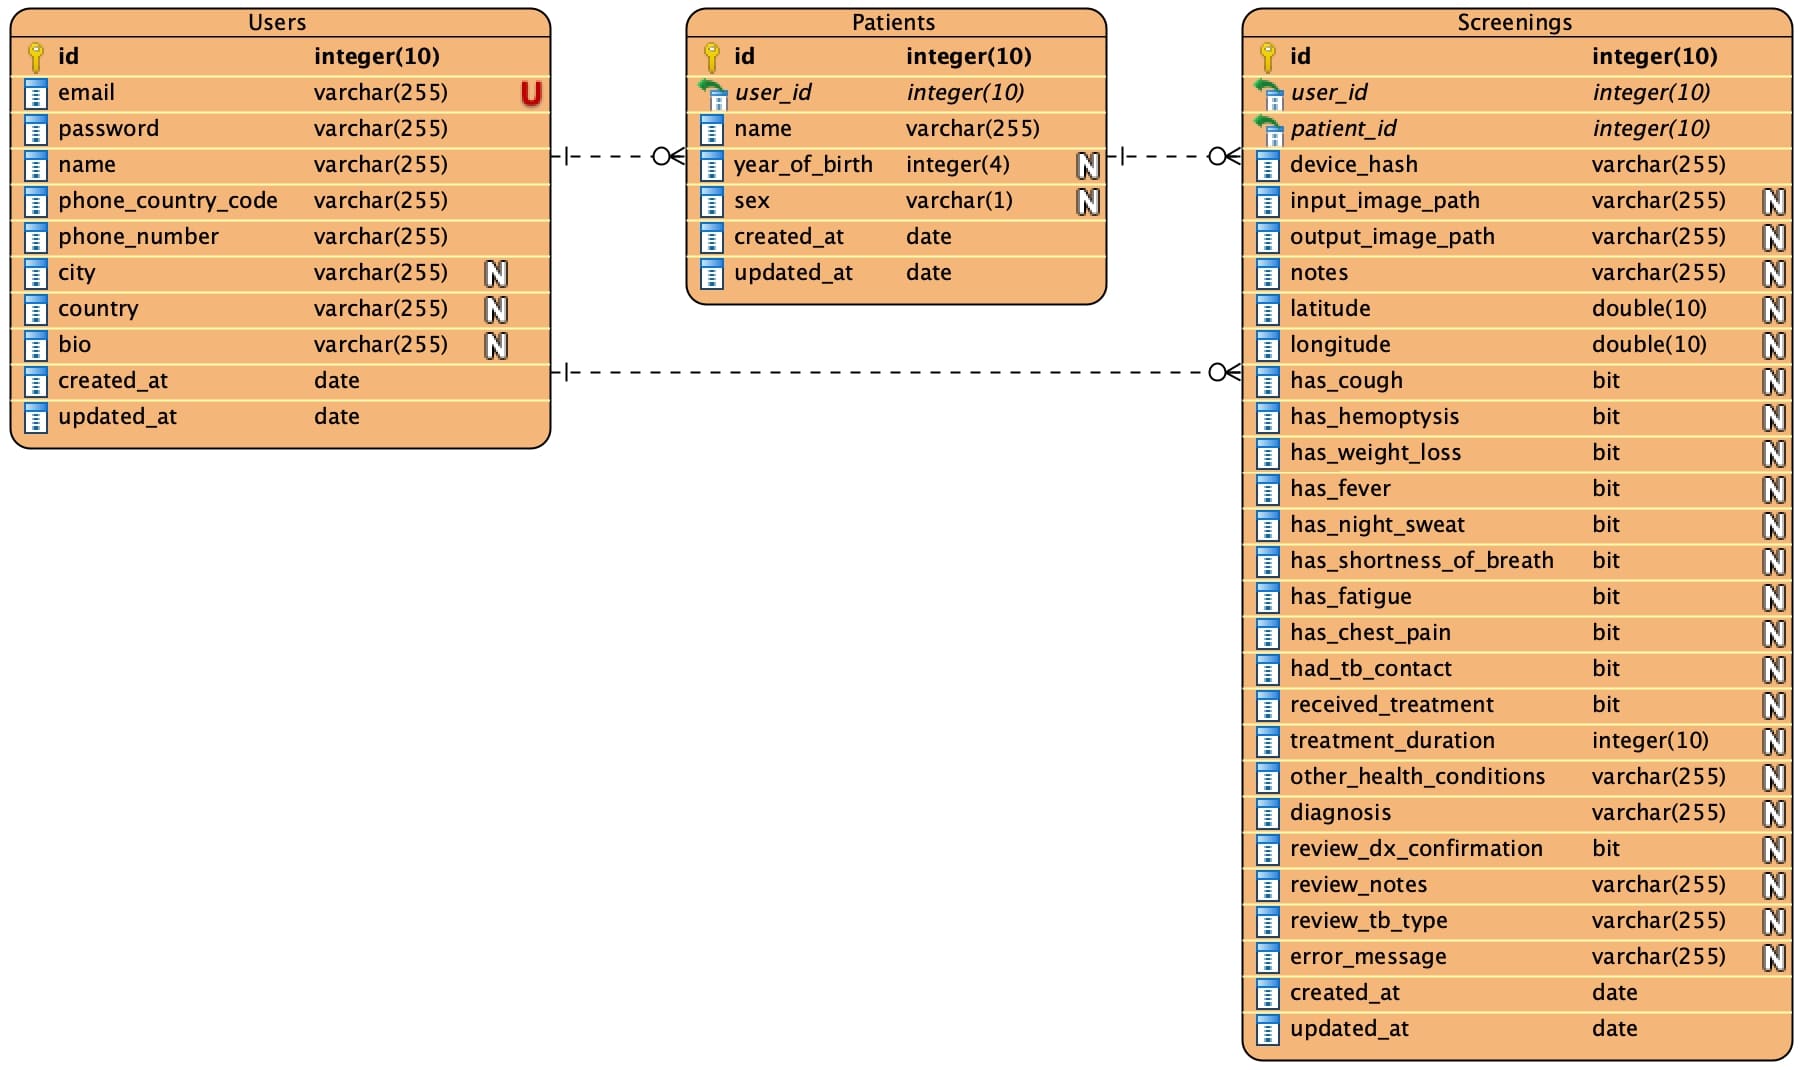 Users
id integer(10)
email varchar(255) U
password varchar(255)
name varchar(255)
phone_country_code varchar(255)
phone_number varchar(255)
city varchar(255) N
country varchar(255) N
bio varchar(255) N
created_at date
updated_at date
Patients
id integer(10)
user_id integer(10)
name varchar(255)
year_of_birth integer(4) N
sex varchar(1) N
created_at date
updated_at date
Screenings
id integer(10)
user_id integer(10)
patient_id integer(10)
device_hash varchar(255)
input_image_path varchar(255) N
output_image_path varchar(255) N
notes varchar(255) N
latitude double(10) N
longitude double(10) N
has_cough bit N
has_hemoptysis bit N
has_weight_loss bit N
has_fever bit N
has_night_sweat bit N
has_shortness_of_breath bit N
has_fatigue bit N
has_chest_pain bit N
had_tb_contact bit N
received_treatment bit N
treatment_duration integer(10) N
other_health_conditions varchar(255) N
diagnosis varchar(255) N
review_dx_confirmation bit N
review_notes varchar(255) N
review_tb_type varchar(255) N
error_message varchar(255) N
created_at date
updated_at date